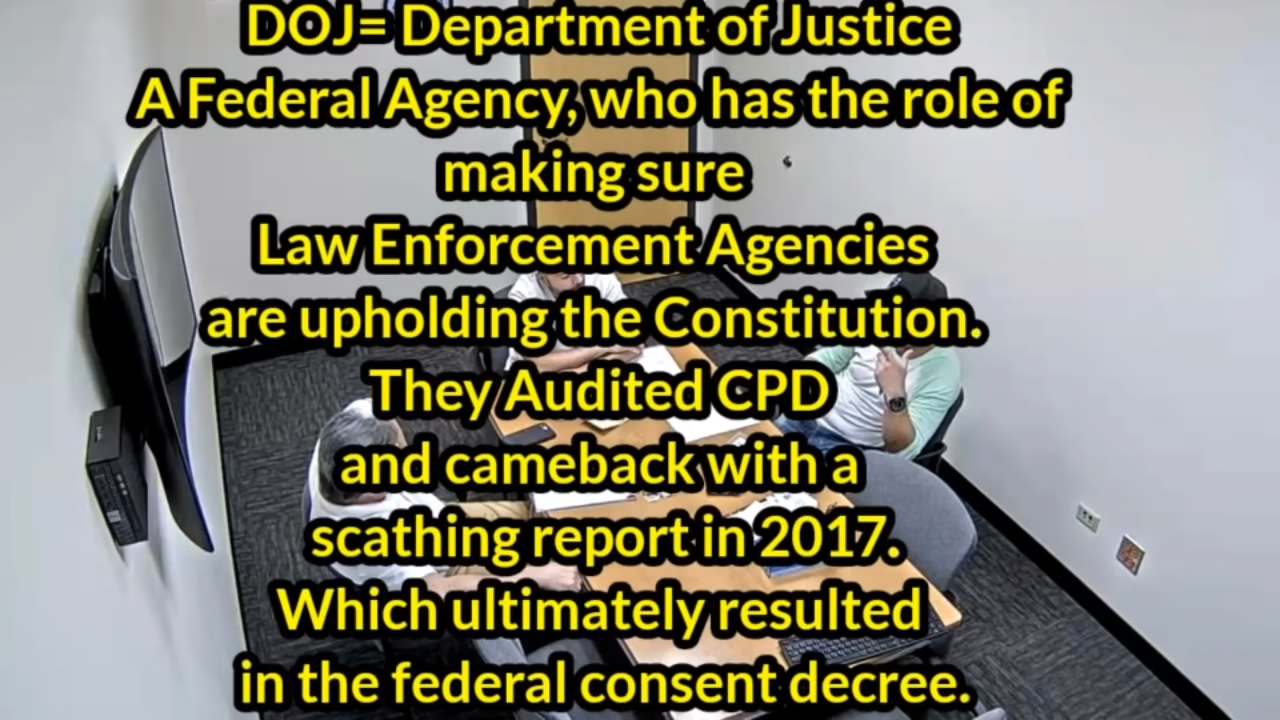 DOJ= Department of Justice
A Federal Agency, who has the role of
making sure
Law Enforcement Agencies
are upholding the Constitution.
They Audited CPD
and cameback with a
scathing report in 2017.
Which ultimately resulted
in the federal consent decree.